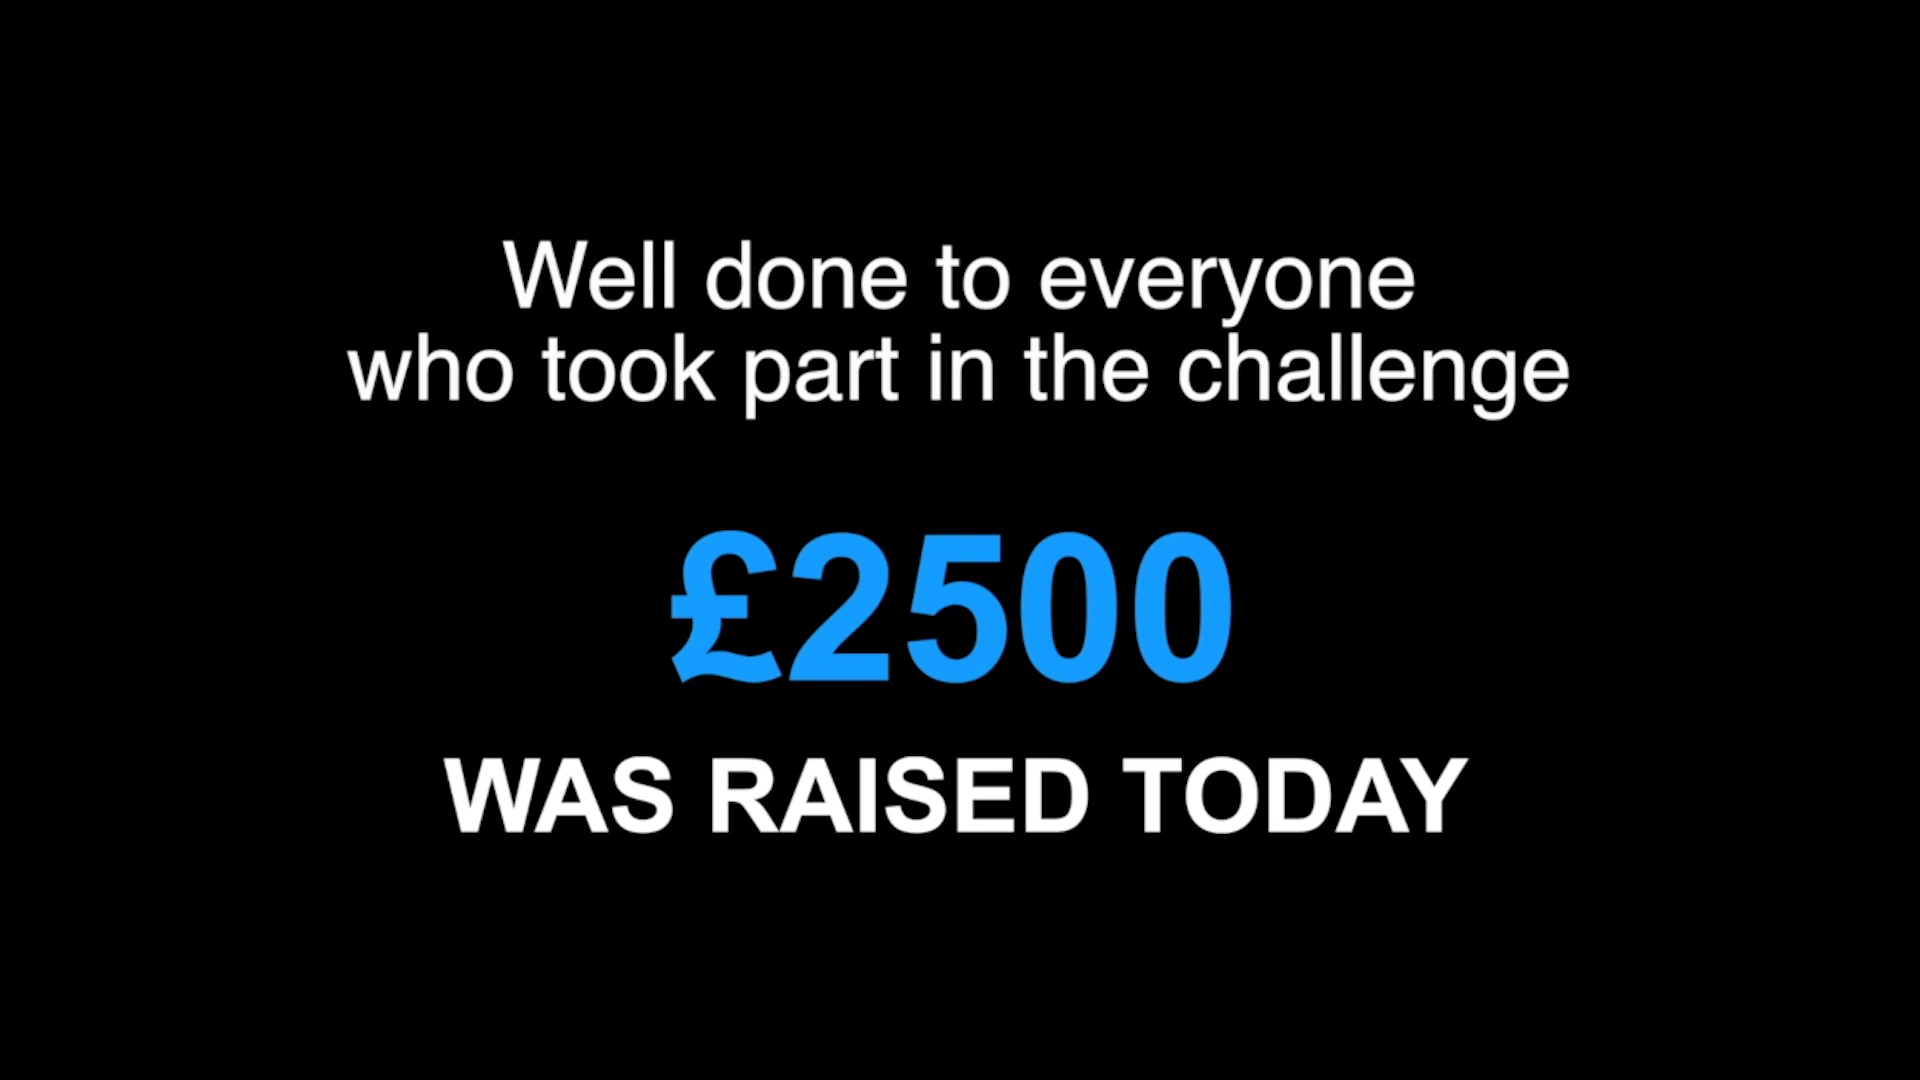 Well done to everyone
who took part in the challenge
£2500
WAS RAISED TODAY